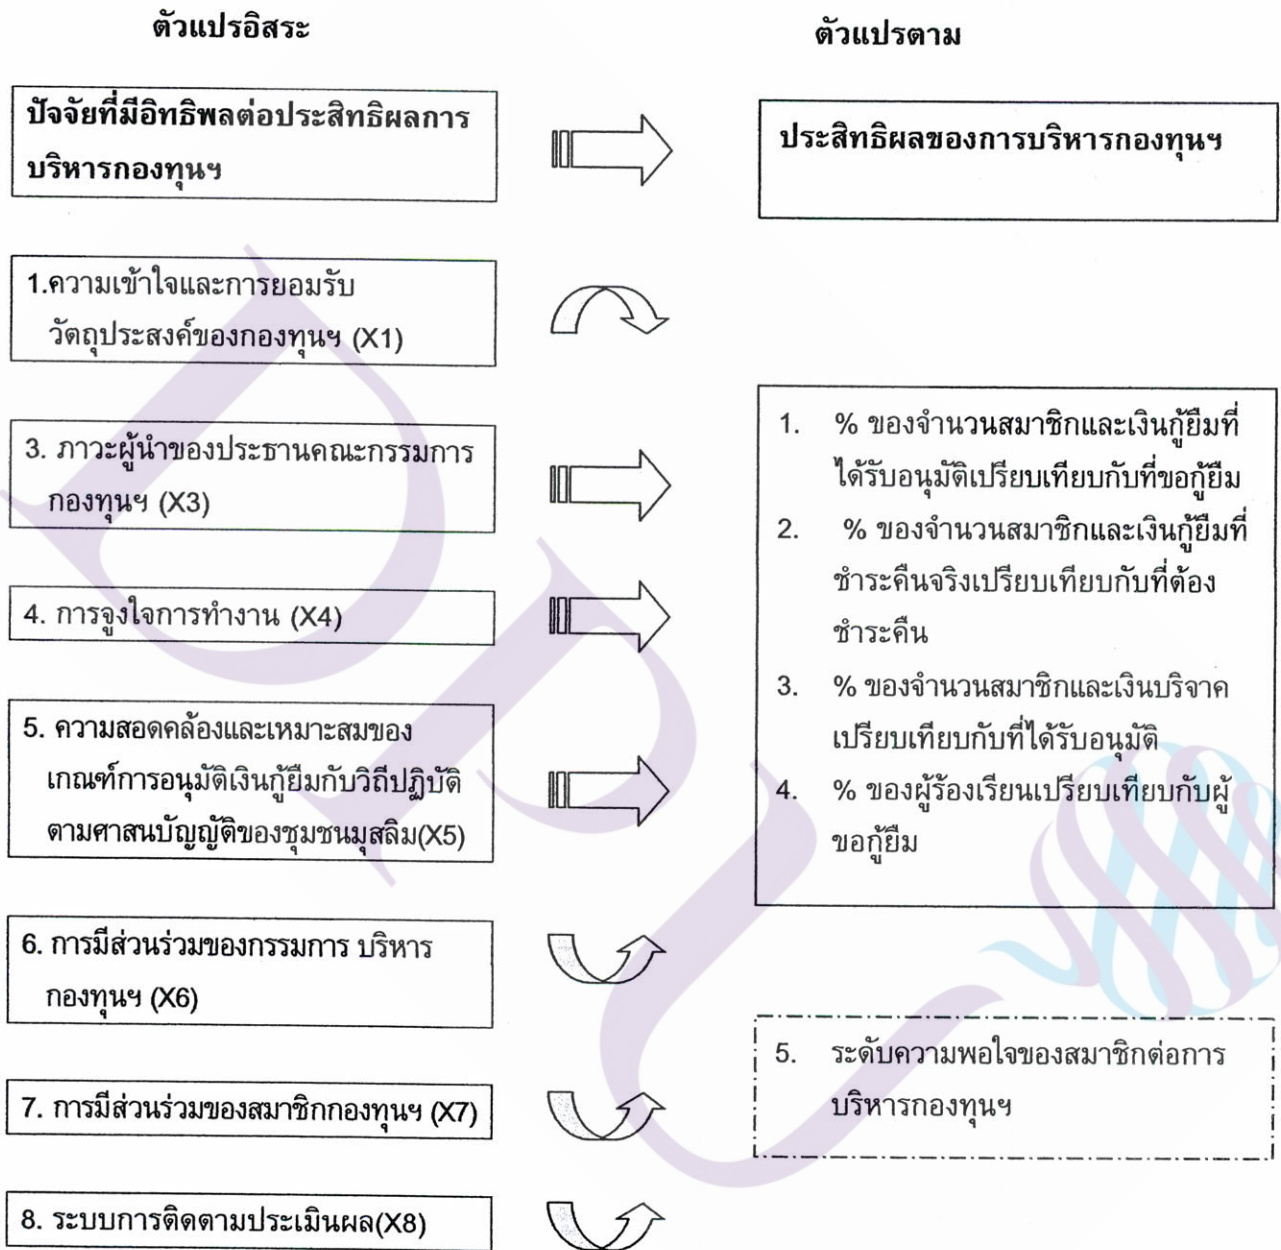 ตัวแปรอิสระ
ตัวแปรตาม
ปัจจัยที่มีอิทธิพลต่อประสิทธิผลการ
บริหารกองทุนฯ
ประสิทธิผลของการบริหารกองทุนฯ
1.ความเข้าใจและการยอมรับ
วัตถุประสงค์ของกองทุนฯ (X1)
3. ภาวะผู้นำของประธานคณะกรรมการ
กองทุนฯ (X3)
4. การจูงใจการทำงาน (X4)
5. ความสอดคล้องและเหมาะสมของ
เกณฑ์การอนุมัติเงินกู้ยืมกับวิถีปฏิบัติ
ตามศาสนบัญญัติของชุมชนมุสลิม(X5)
6. การมีส่วนร่วมของกรรมการ บริหาร
กองทุนฯ (X6)
7. การมีส่วนร่วมของสมาชิกกองทุนฯ (X7)
8. ระบบการติดตามประเมินผล(X8)
1. % ของจำนวนสมาชิกและเงินกู้ยืมที่
ได้รับอนุมัติเปรียบเทียบกับที่ขอกู้ยืม
2. % ของจำนวนสมาชิกและเงินกู้ยืมที่
ชำระคืนจริงเปรียบเทียบกับที่ต้อง
ชำระคืน
3. % ของจำนวนสมาชิกและเงินบริจาค
เปรียบเทียบกับที่ได้รับอนุมัติ
4. % ของผู้ร้องเรียนเปรียบเทียบกับผู้
ขอกู้ยืม
5. ระดับความพอใจของสมาชิกต่อการ
บริหารกองทุนฯ
DPU